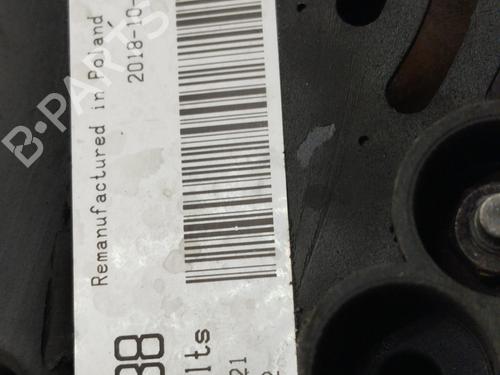 Remanufactured in Poland
2018-10-
88
lts
21
B-PARTS